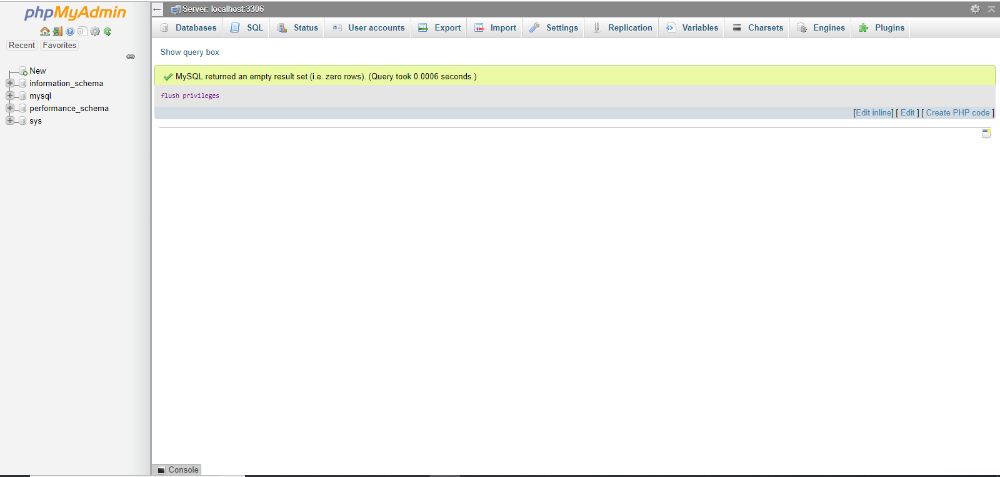 phpMyAdmin
Recent Favorites
New
information_schema
mysql
performance_schema
sys
Server: localhost:3306
Databases SQL Status User accounts Export Import Settings Replication Variables Charsets Engines Plugins
Show query box
MySQL returned an empty result set (i.e. zero rows). (Query took 0.0006 seconds.)
flush privileges
[Edit inline] [ Edit ] [ Create PHP code ]
Console